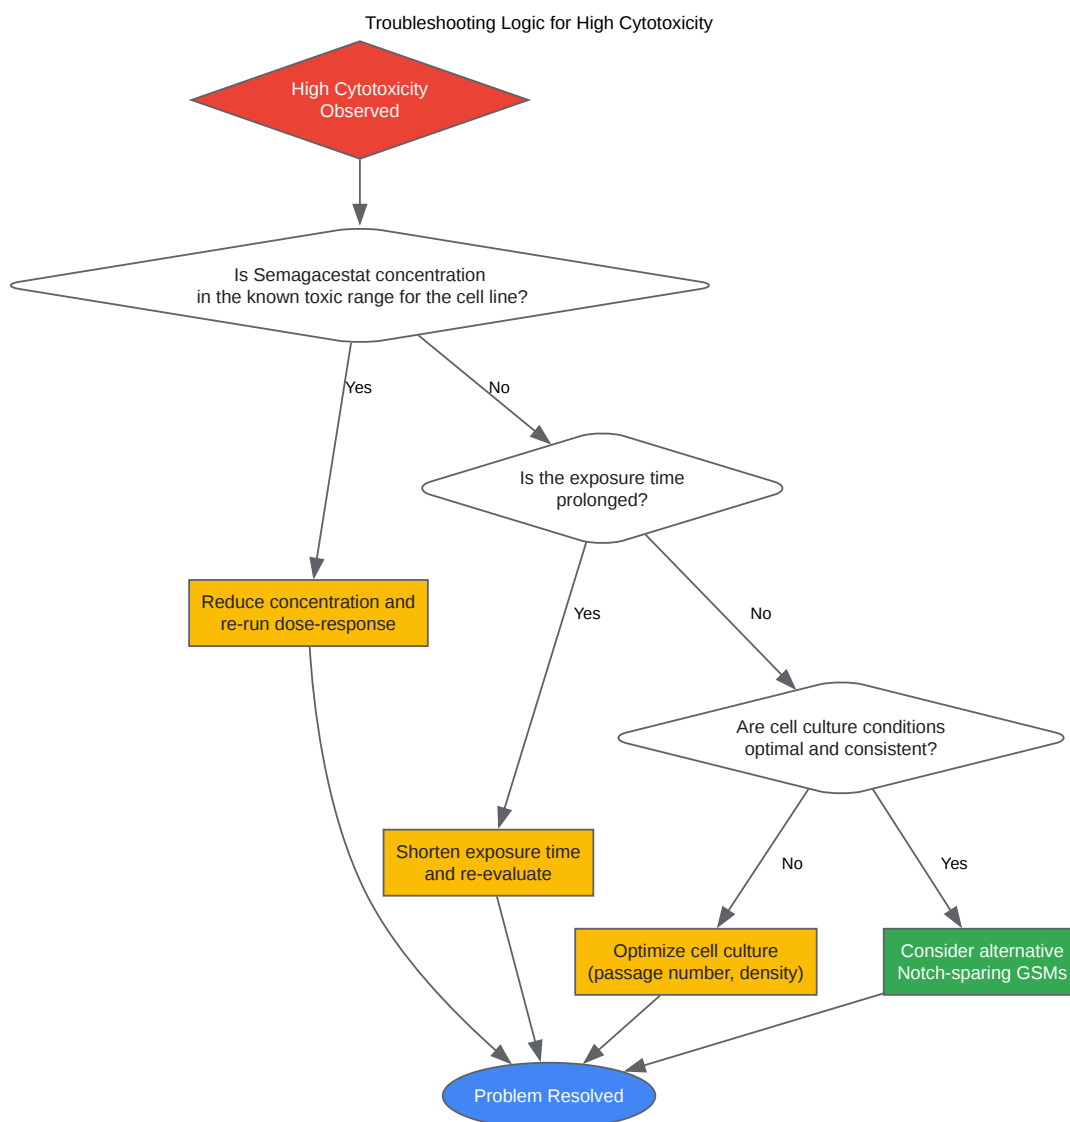 Troubleshooting Logic for High Cytotoxicity
High Cytotoxicity
Observed
Is Semagacestat concentration
in the known toxic range for the cell line?
Yes
No
Is the exposure time
prolonged?
Reduce concentration and
re-run dose-response
Yes
No
Are cell culture conditions
optimal and consistent?
Shorten exposure time
and re-evaluate
No
Yes
Optimize cell culture
(passage number, density)
Consider alternative
Notch-sparing GSMs
Problem Resolved